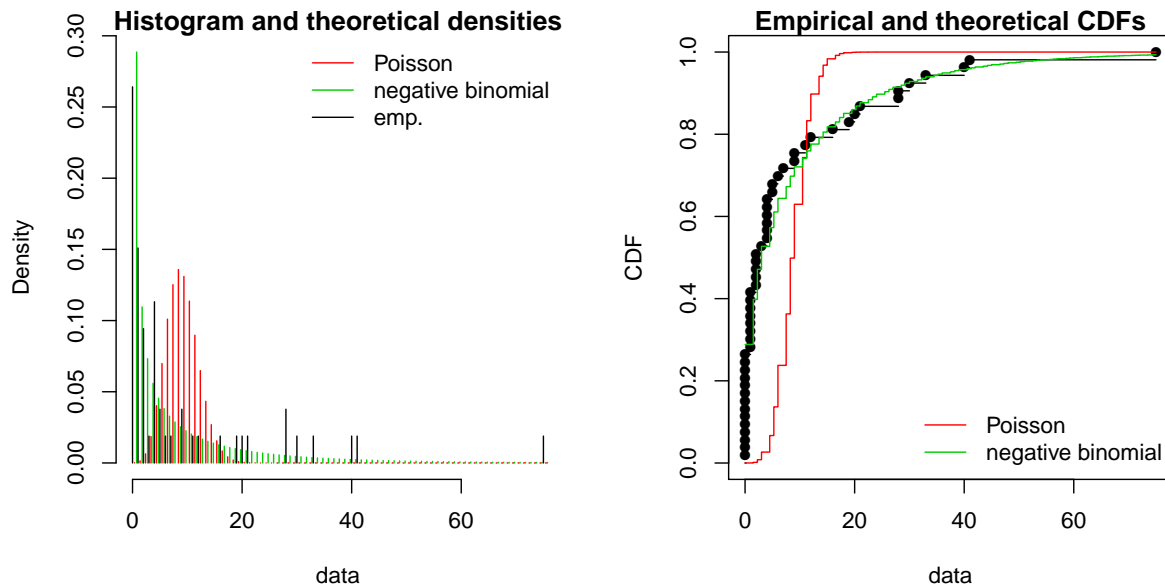 Histogram and theoretical densities
Poisson
negative binomial
emp.
Density
0.00
0.05
0.10
0.15
0.20
0.25
0.30
0
20
40
60
data
Empirical and theoretical CDFs
CDF
0.0
0.2
0.4
0.6
0.8
1.0
Poisson
negative binomial
0
20
40
60
data